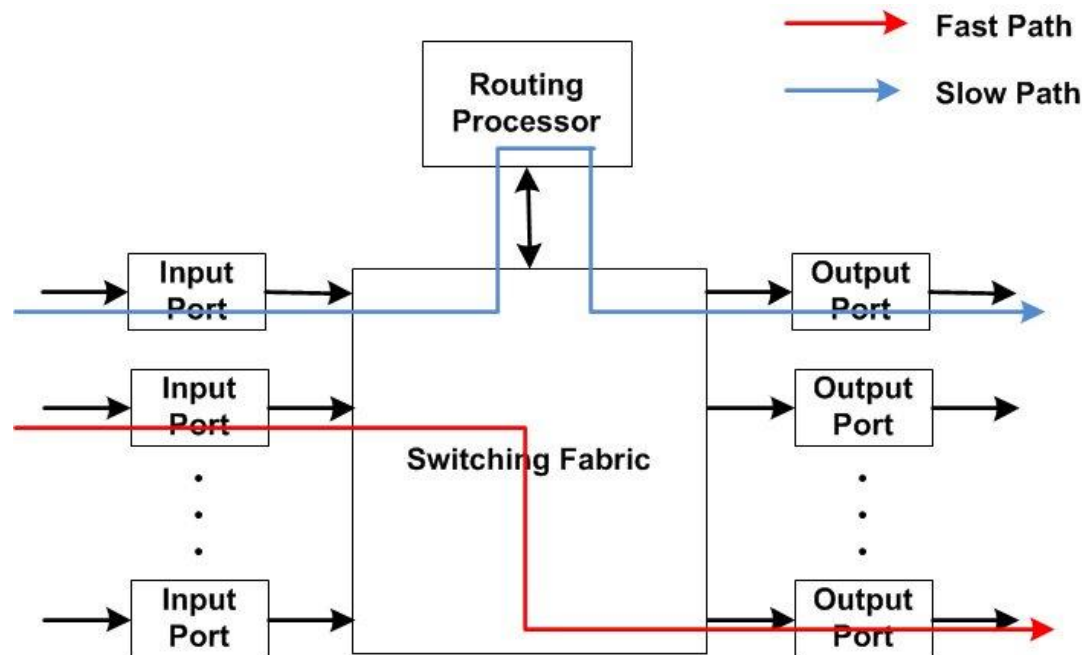 Fast Path
Slow Path
Routing
Processor
Input
Port
Output
Port
Input
Port
Output
Port
Switching Fabric
Input
Port
Output
Port